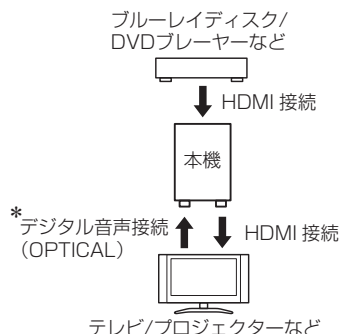 ブルーレイディスク/
DVDプレーヤーなど
HDMI 接続
本機
*デジタル音声接続
（OPTICAL）
HDMI 接続
テレビ/プロジェクターなど